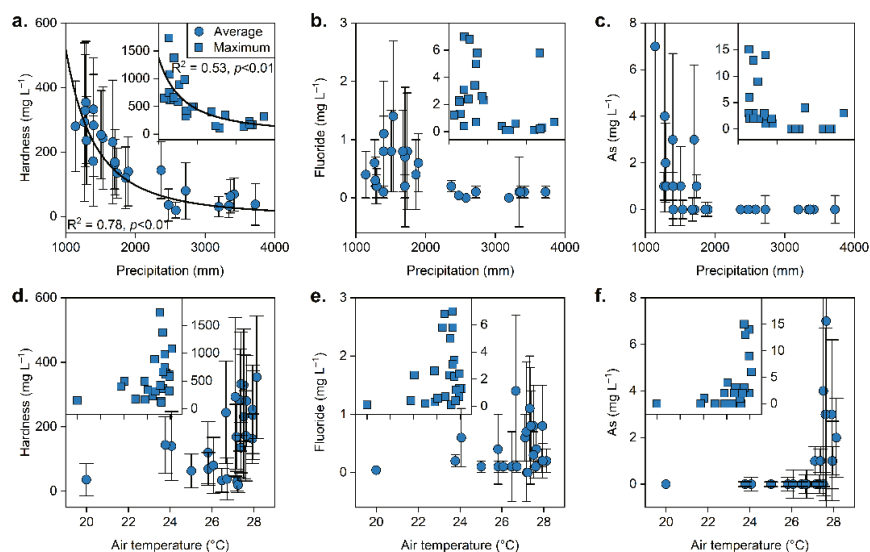 a.
Average
Maximum
R² = 0.53, p<0.01
R² = 0.78, p<0.01
Hardness (mg L⁻¹)
600
400
200
0
1500
1000
500
0
1000 2000 3000 4000
Precipitation (mm)
b.
Fluoride (mg L⁻¹)
3
2
1
0
6
4
2
0
1000 2000 3000 4000
Precipitation (mm)
c.
As (mg L⁻¹)
8
6
4
2
0
15
10
5
0
1000 2000 3000 4000
Precipitation (mm)
d.
Hardness (mg L⁻¹)
600
400
200
0
1500
1000
500
0
20 22 24 26 28
Air temperature (°C)
e.
Fluoride (mg L⁻¹)
3
2
1
0
6
4
2
0
20 22 24 26 28
Air temperature (°C)
f.
As (mg L⁻¹)
8
6
4
2
0
15
10
5
0
20 22 24 26 28
Air temperature (°C)